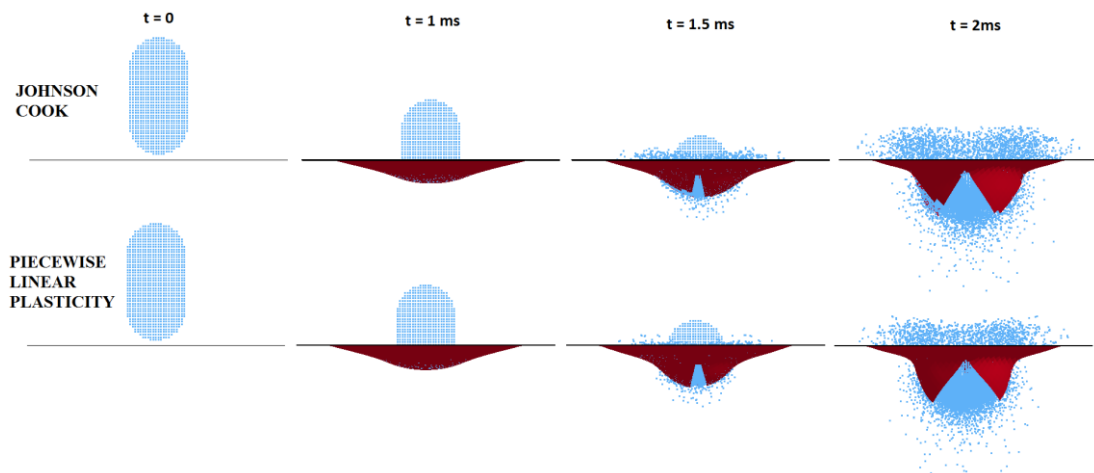 t = 0
t = 1 ms
t = 1.5 ms
t = 2ms
JOHNSON
COOK
PIECEWISE
LINEAR
PLASTICITY